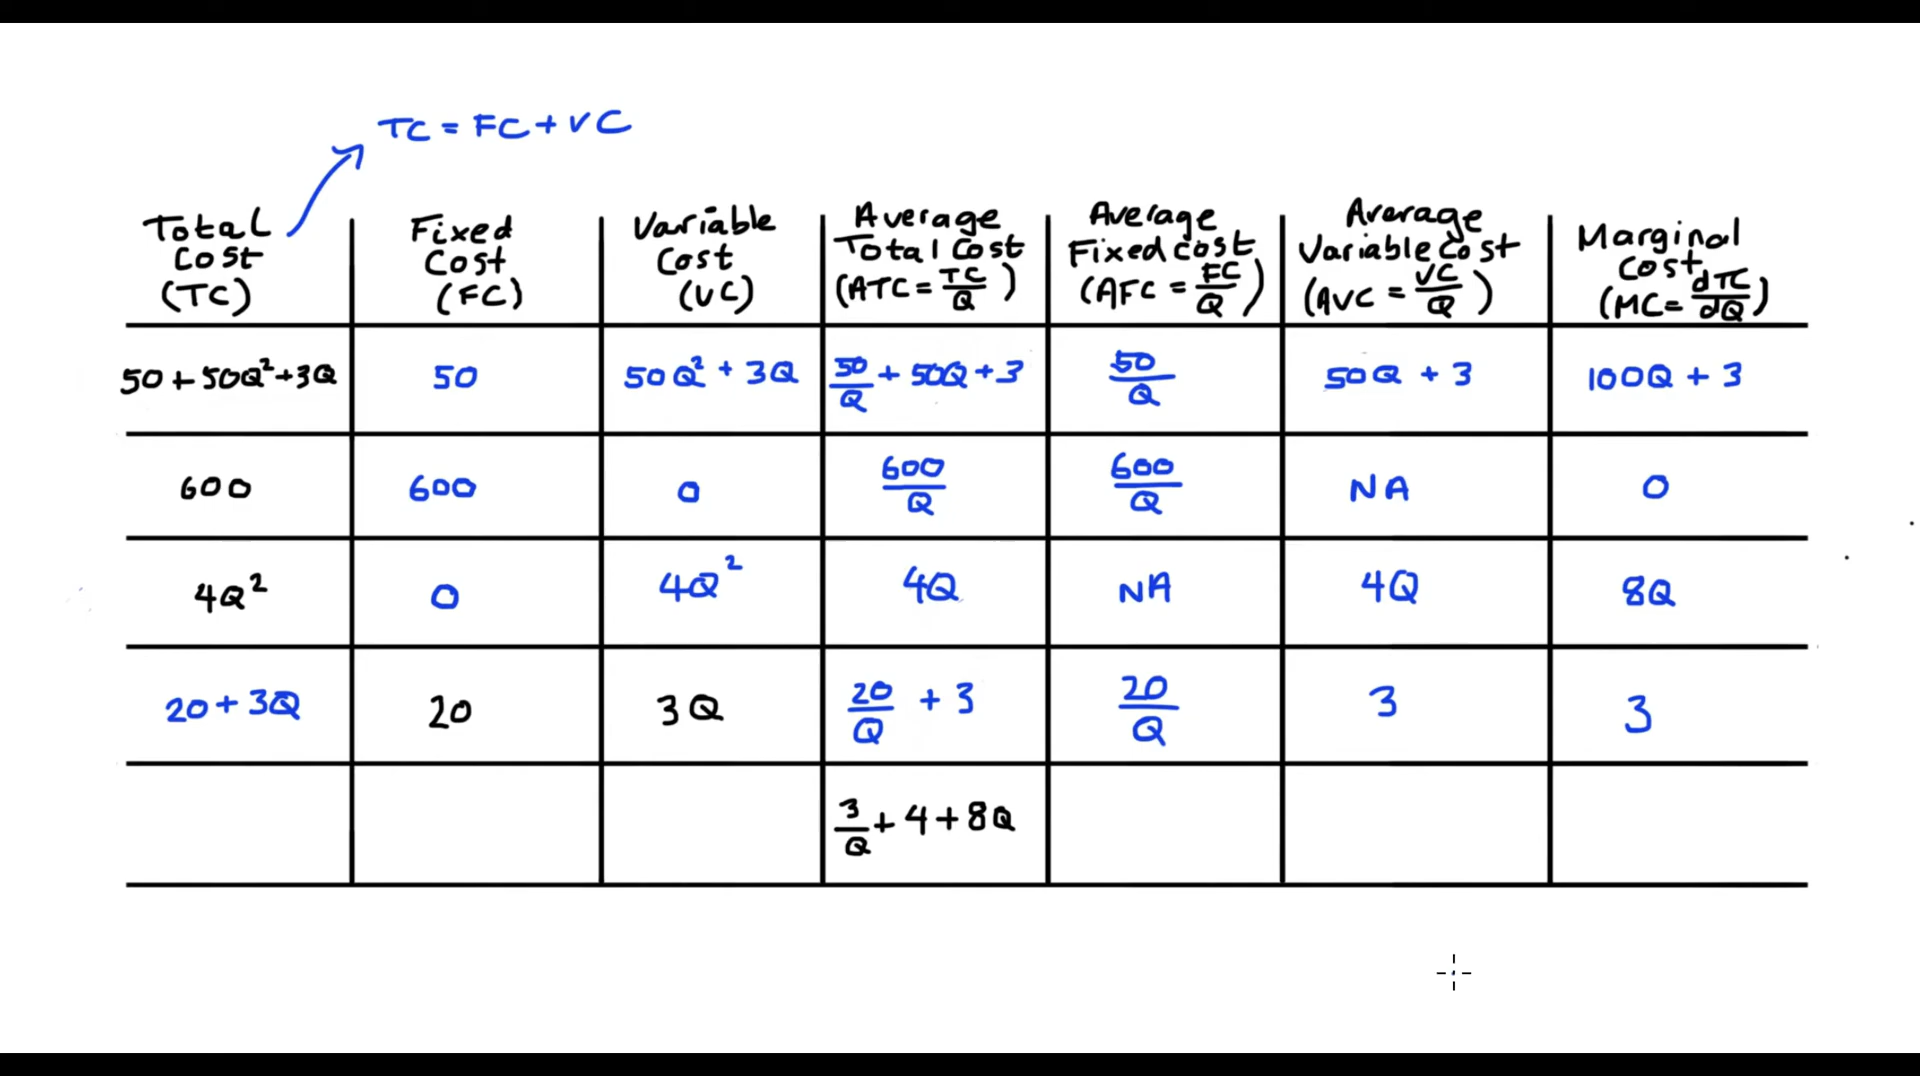 TC = FC + VC
Total Cost (TC) | Fixed Cost (FC) | Variable Cost (VC) | Average Total Cost (ATC = TC/Q) | Average Fixed Cost (AFC = FC/Q) | Average Variable Cost (AVC = VC/Q) | Marginal Cost (MC = dTC/dQ)
50 + 50Q² + 3Q | 50 | 50Q² + 3Q | 50/Q + 50Q + 3 | 50/Q | 50Q + 3 | 100Q + 3
600 | 600 | 0 | 600/Q | 600/Q | NA | 0
4Q² | 0 | 4Q² | 4Q | NA | 4Q | 8Q
20 + 3Q | 20 | 3Q | 20/Q + 3 | 20/Q | 3 | 3
3/Q + 4 + 8Q